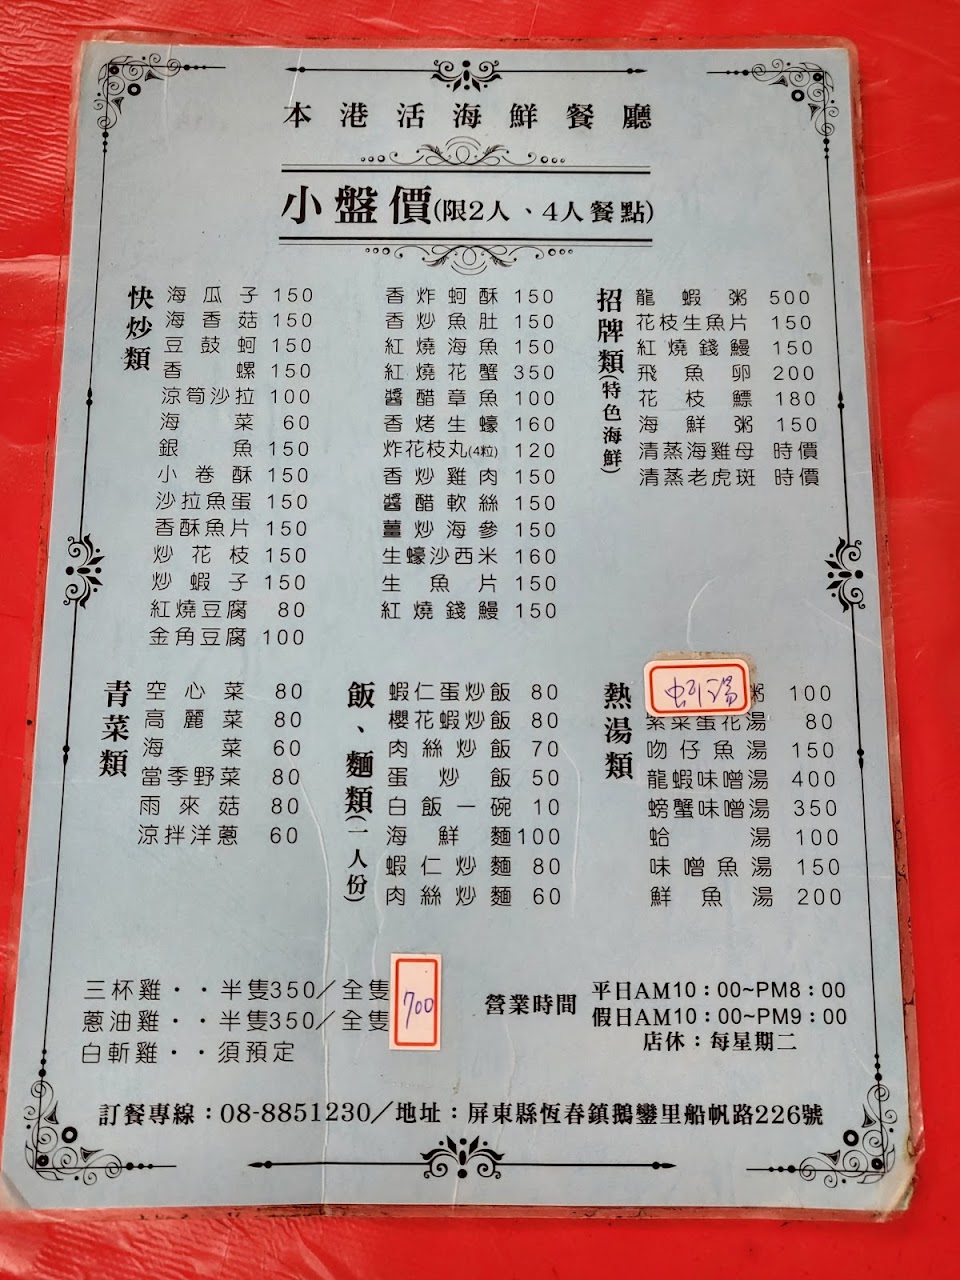 本港活海鮮餐廳
小盤價(限2人、4人餐點)
快炒類
海瓜子 150
海香菇 150
豆鼓蚵 150
香螺 150
涼筍沙拉 100
海菜 60
銀魚 150
小卷酥 150
沙拉魚蛋 150
香酥魚片 150
炒花枝 150
炒蝦子 150
紅燒豆腐 80
金角豆腐 100
香炸蚵酥 150
香炒魚肚 150
紅燒海魚 150
紅燒花蟹 350
醬醋章魚 100
香烤生蠔 160
炸花枝丸(4粒) 120
香炒雞肉 150
醬醋軟絲 150
薑炒海參 150
生蠔沙西米 160
生魚片 150
紅燒錢鰻 150
招牌類(特色海鮮)
龍蝦粥 500
花枝生魚片 150
紅燒錢鰻 150
飛魚卵 200
花枝鰾 180
海鮮粥 150
清蒸海雞母 時價
清蒸老虎斑 時價
青菜類
空心菜 80
高麗菜 80
海菜 60
當季野菜 80
雨來菇 80
涼拌洋蔥 60
飯、麵類(一人份)
蝦仁蛋炒飯 80
櫻花蝦炒飯 80
肉絲炒飯 70
蛋炒飯 50
白飯一碗 10
海鮮麵 100
蝦仁炒麵 80
肉絲炒麵 60
熱湯類
蚵湯 粥 100
紫菜蛋花湯 80
吻仔魚湯 150
龍蝦味噌湯 400
螃蟹味噌湯 350
蛤湯 100
味噌魚湯 150
鮮魚湯 200
三杯雞··半隻350/全隻 700
蔥油雞··半隻350/全隻
白斬雞··須預定
營業時間
平日AM10:00~PM8:00
假日AM10:00~PM9:00
店休:每星期二
訂餐專線:08-8851230/地址:屏東縣恆春鎮鵝鑾里船帆路226號